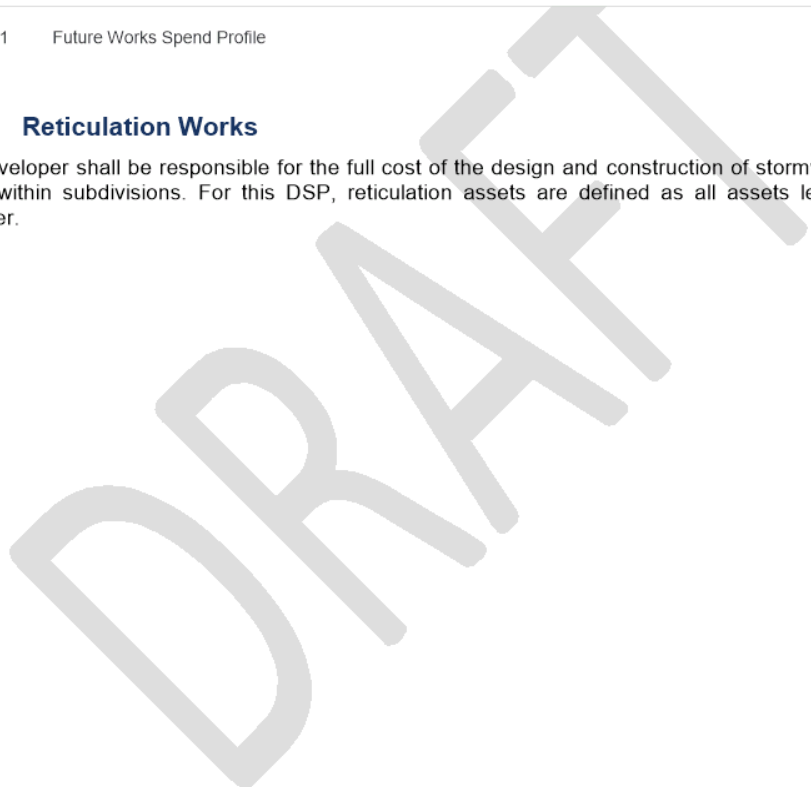 1 Future Works Spend Profile
Reticulation Works
veloper shall be responsible for the full cost of the design and construction of storm
within subdivisions. For this DSP, reticulation assets are defined as all assets le
er.
DRAFT